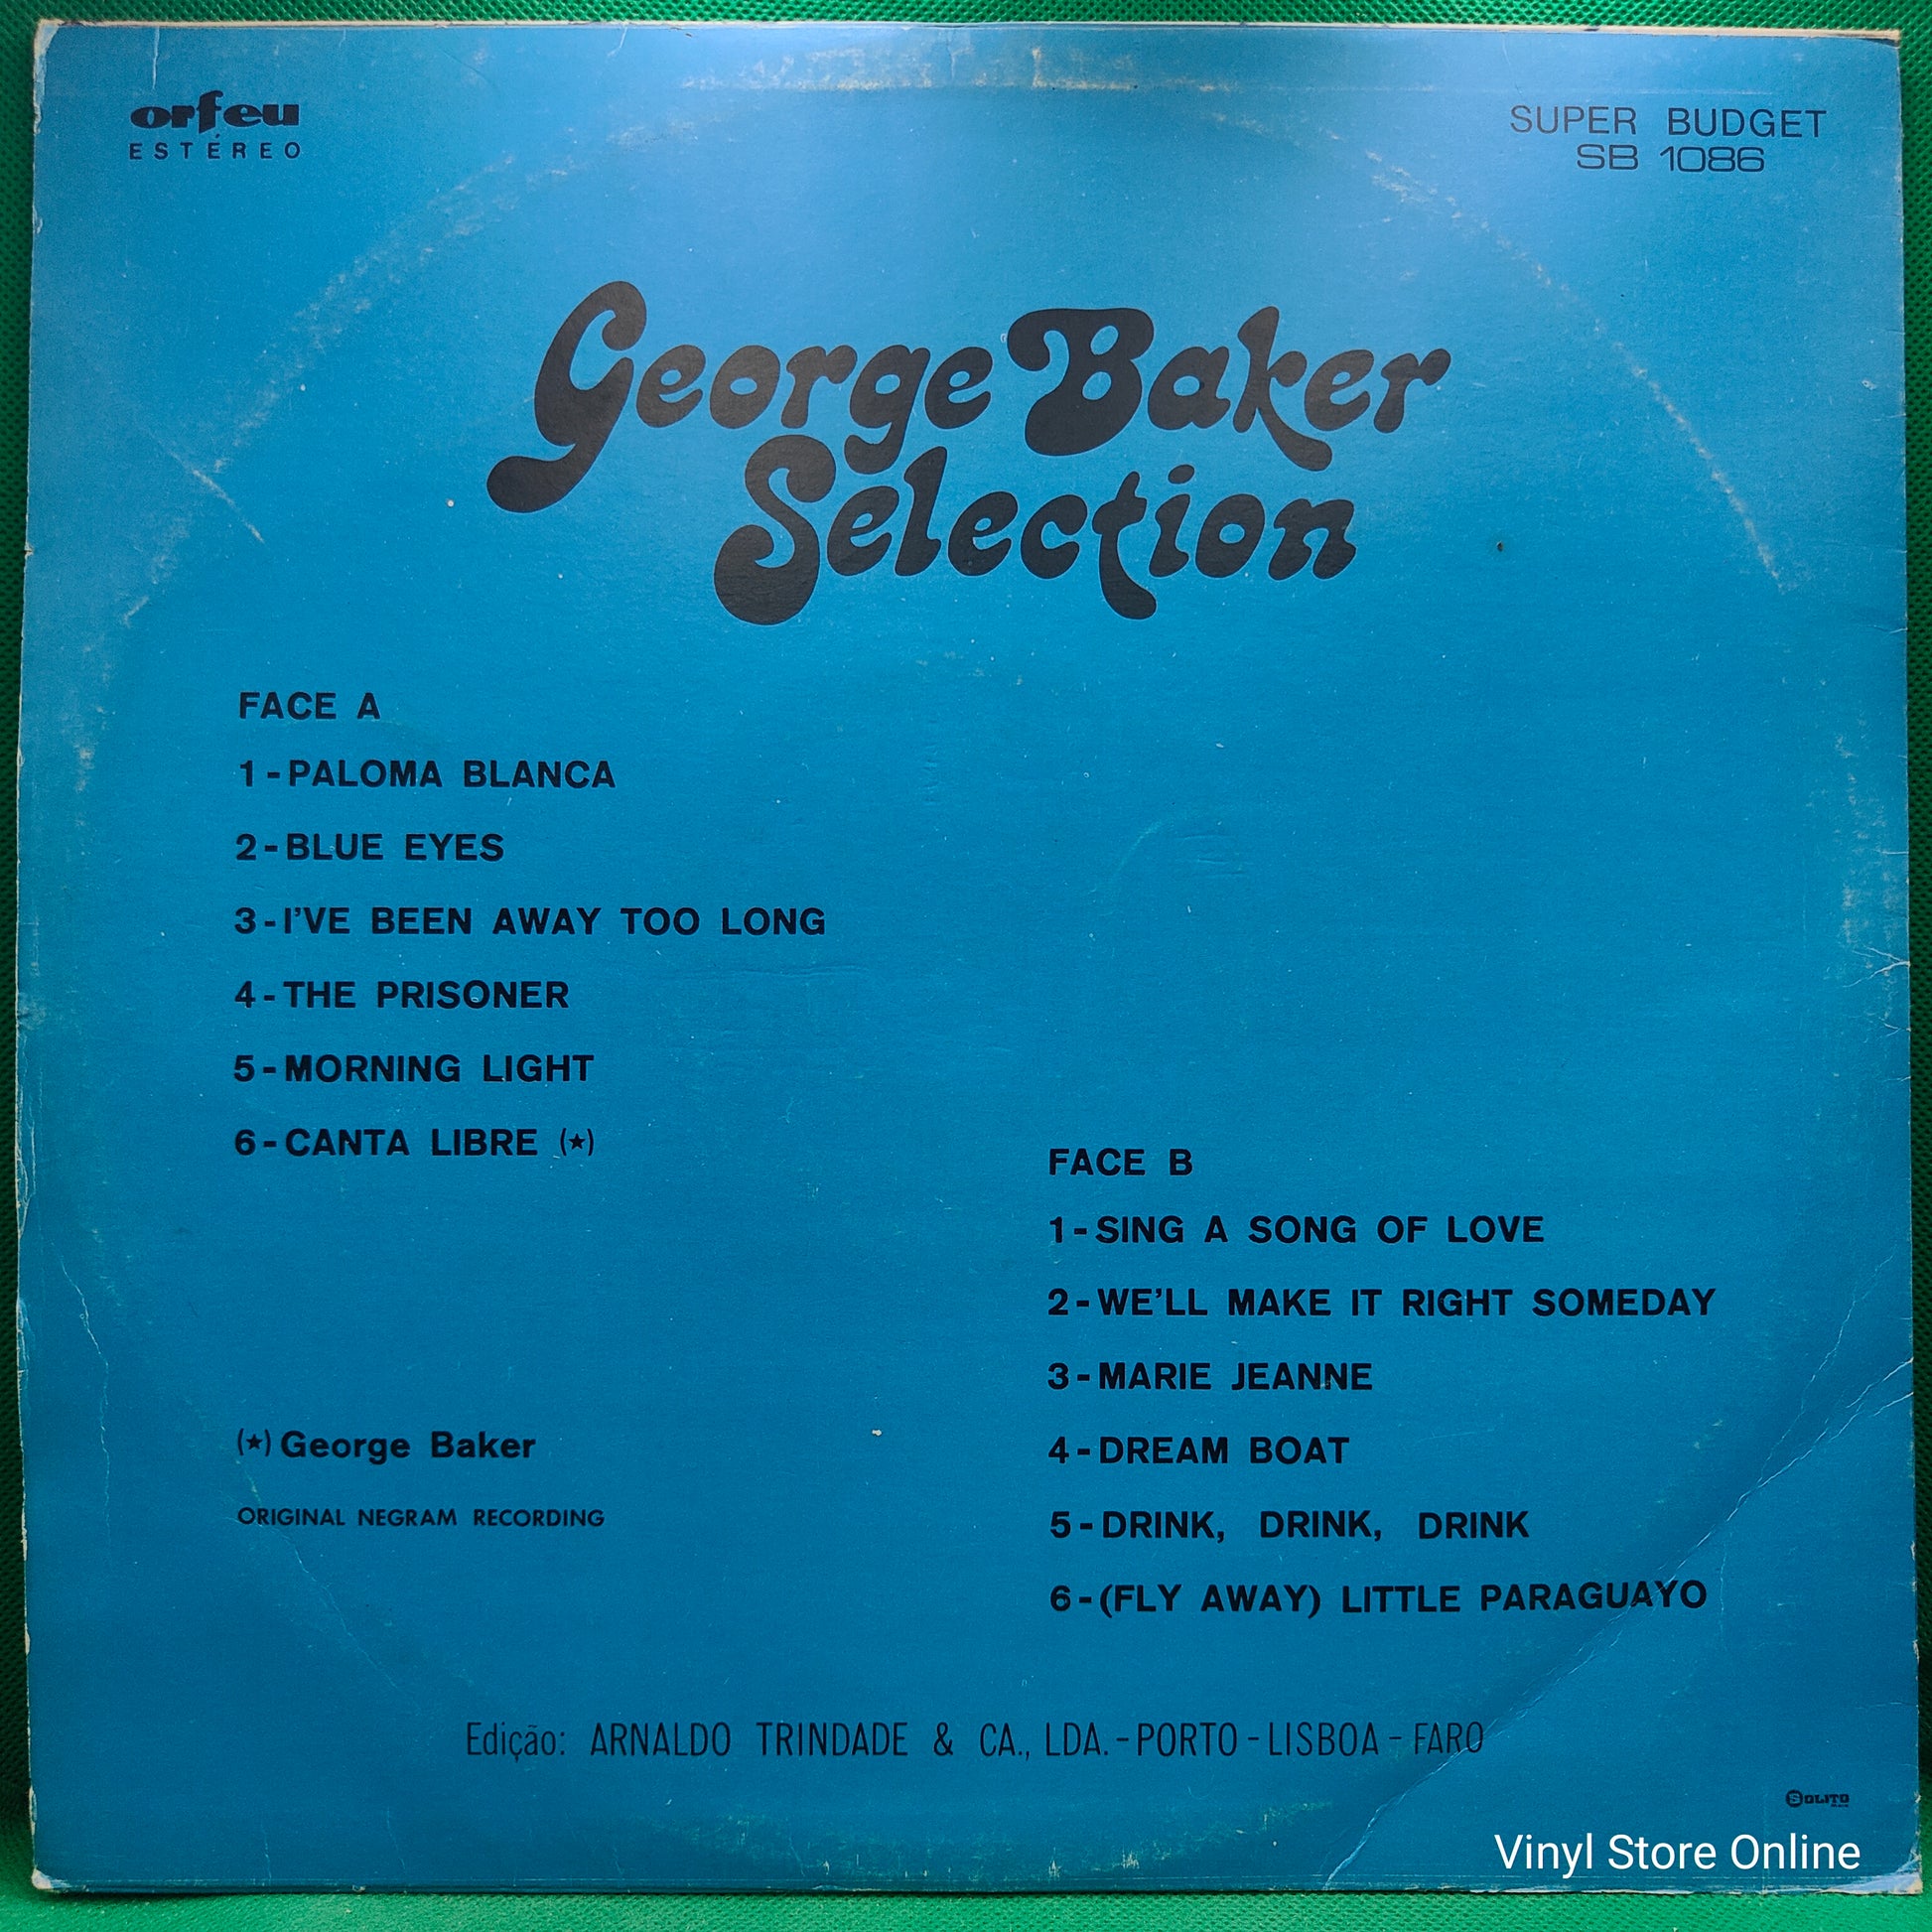 orfeu
ESTÉREO
SUPER BUDGET
SB 1086
George Baker
Selection
FACE A
1-PALOMA BLANCA
2-BLUE EYES
3-I'VE BEEN AWAY TOO LONG
4-THE PRISONER
5-MORNING LIGHT
6-CANTA LIBRE (★)
FACE B
1-SING A SONG OF LOVE
2-WE'LL MAKE IT RIGHT SOMEDAY
3-MARIE JEANNE
4-DREAM BOAT
5-DRINK, DRINK, DRINK
6-(FLY AWAY) LITTLE PARAGUAYO
(★) George Baker
ORIGINAL NEGRAM RECORDING
Edição: ARNALDO TRINDADE & CA., LDA.-PORTO-LISBOA-FARO
SOLITO
Vinyl Store Online